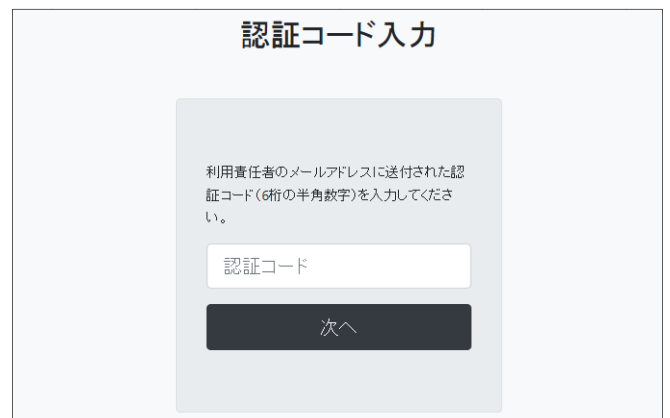 認証コード入力
利用責任者のメールアドレスに送付された認
証コード(6桁の半角数字)を入力してくださ
い。
認証コード
次へ